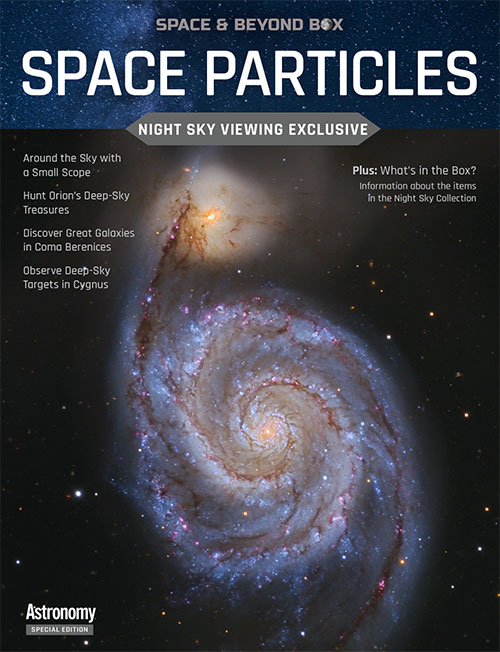 SPACE & BEYOND BOX
SPACE PARTICLES
NIGHT SKY VIEWING EXCLUSIVE
Around the Sky with
a Small Scope
Hunt Orion's Deep-Sky
Treasures
Discover Great Galaxies
in Coma Berenices
Observe Deep-Sky
Targets in Cygnus
Plus: What's in the Box?
Information about the items
in the Night Sky Collection
Astronomy
SPECIAL EDITION